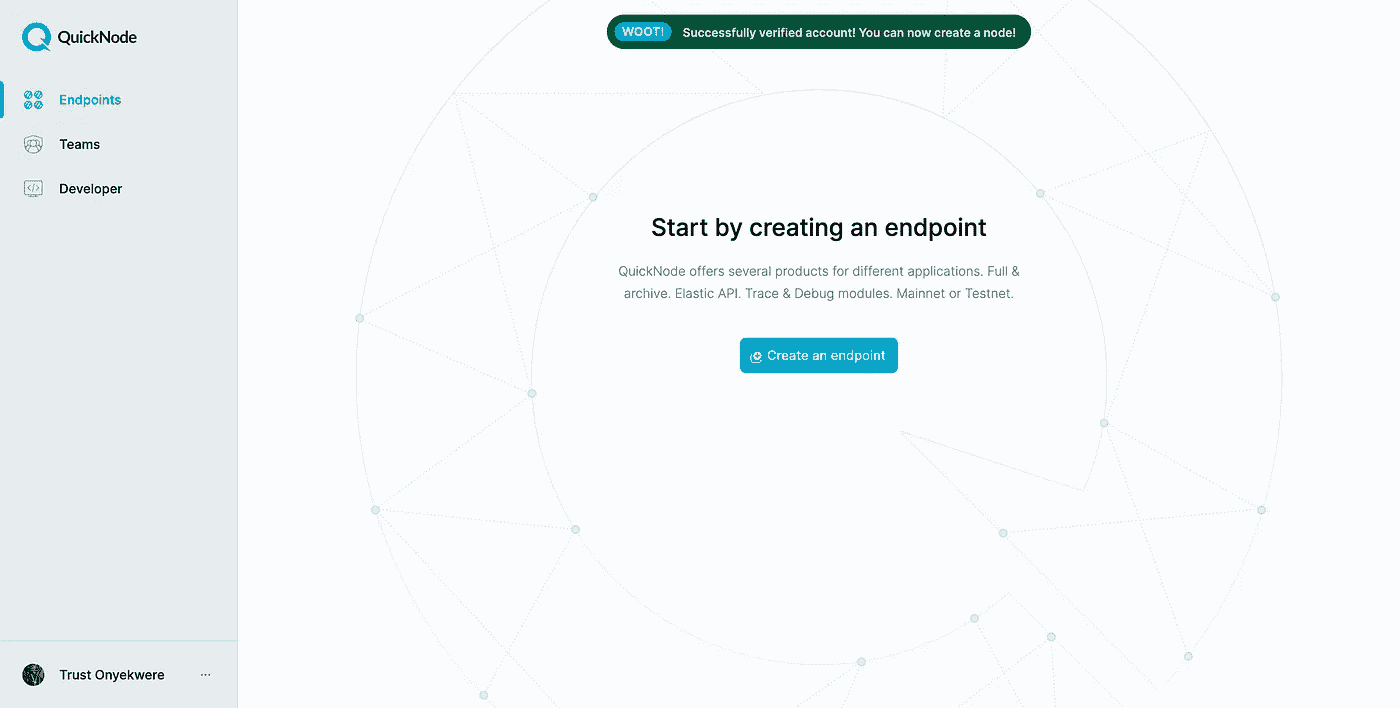 QuickNode
WOOT! Successfully verified account! You can now create a node!
Endpoints
Teams
Developer
Start by creating an endpoint
QuickNode offers several products for different applications. Full &
archive. Elastic API. Trace & Debug modules. Mainnet or Testnet.
Create an endpoint
Trust Onyekwere
...